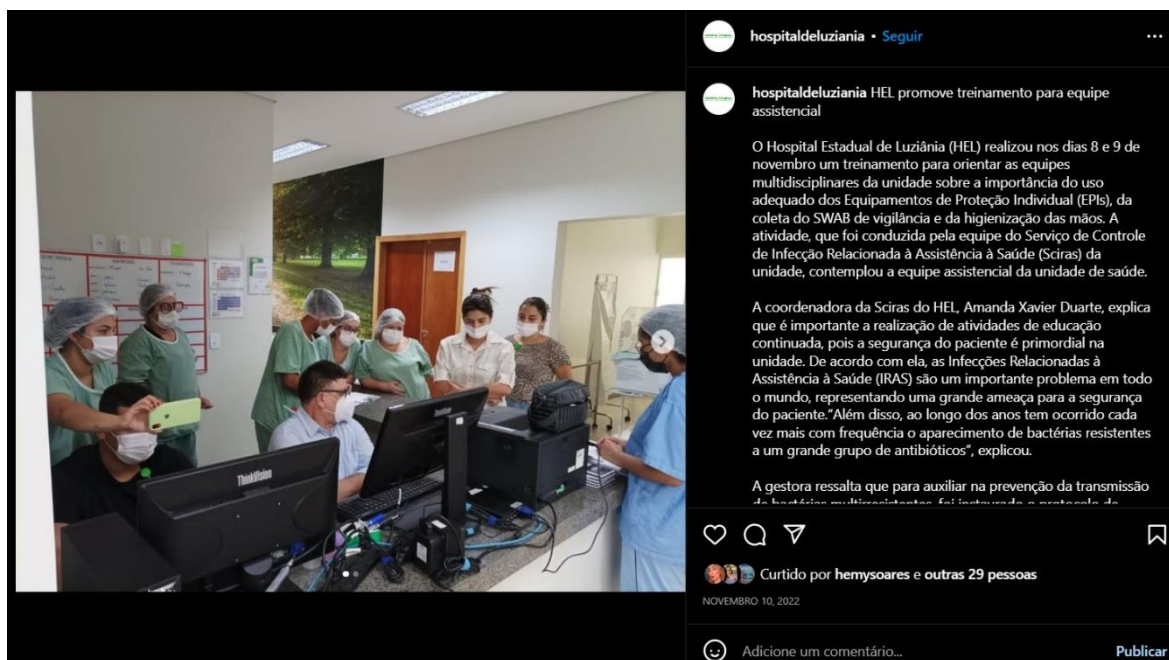 hospitaldeluziania • Seguir
hospitaldeluziania HEL promove treinamento para equipe
assistencial
O Hospital Estadual de Luziânia (HEL) realizou nos dias 8 e 9 de
novembro um treinamento para orientar as equipes
multidisciplinares da unidade sobre a importância do uso
adequado dos Equipamentos de Proteção Individual (EPIs), da
coleta do SWAB de vigilância e da higienização das mãos. A
atividade, que foi conduzida pela equipe do Serviço de Controle
de Infecção Relacionada à Assistência à Saúde (Sciras) da
unidade, contemplou a equipe assistencial da unidade de saúde.
A coordenadora da Sciras do HEL, Amanda Xavier Duarte, explica
que é importante a realização de atividades de educação
continuada, pois a segurança do paciente é primordial na
unidade. De acordo com ela, as Infecções Relacionadas à
Assistência à Saúde (IRAS) são um importante problema em todo
o mundo, representando uma grande ameaça para a segurança
do paciente."Além disso, ao longo dos anos tem ocorrido cada
vez mais com frequência o aparecimento de bactérias resistentes
a um grande grupo de antibióticos", explicou.
A gestora ressalta que para auxiliar na prevenção da transmissão
de bactérias multirresistentes, foi instaurado o protocolo de
Curtido por hemysoares e outras 29 pessoas
NOVEMBRO 10, 2022
Adicione um comentário...
Publicar
ThinkVision